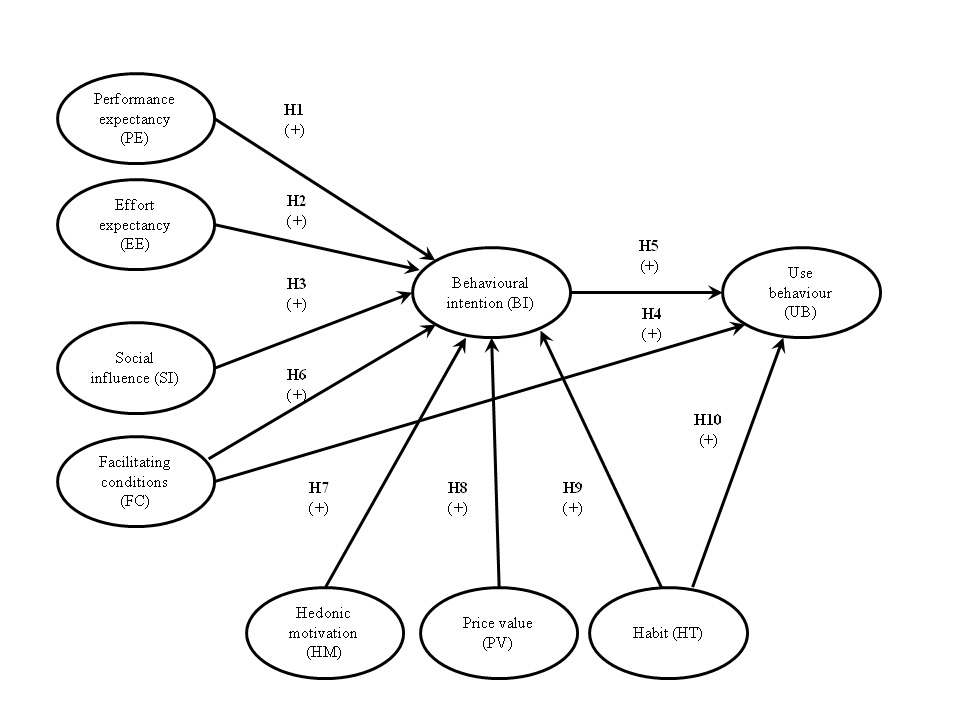 Performance
expectancy
(PE)
H1
(+)
Effort
expectancy
(EE)
H2
(+)
H3
(+)
Social
influence (SI)
H6
(+)
Facilitating
conditions
(FC)
Behavioural
intention (BI)
H5
(+)
H4
(+)
Use
behaviour
(UB)
H10
(+)
H7
(+)
H8
(+)
H9
(+)
Hedonic
motivation
(HM)
Price value
(PV)
Habit (HT)